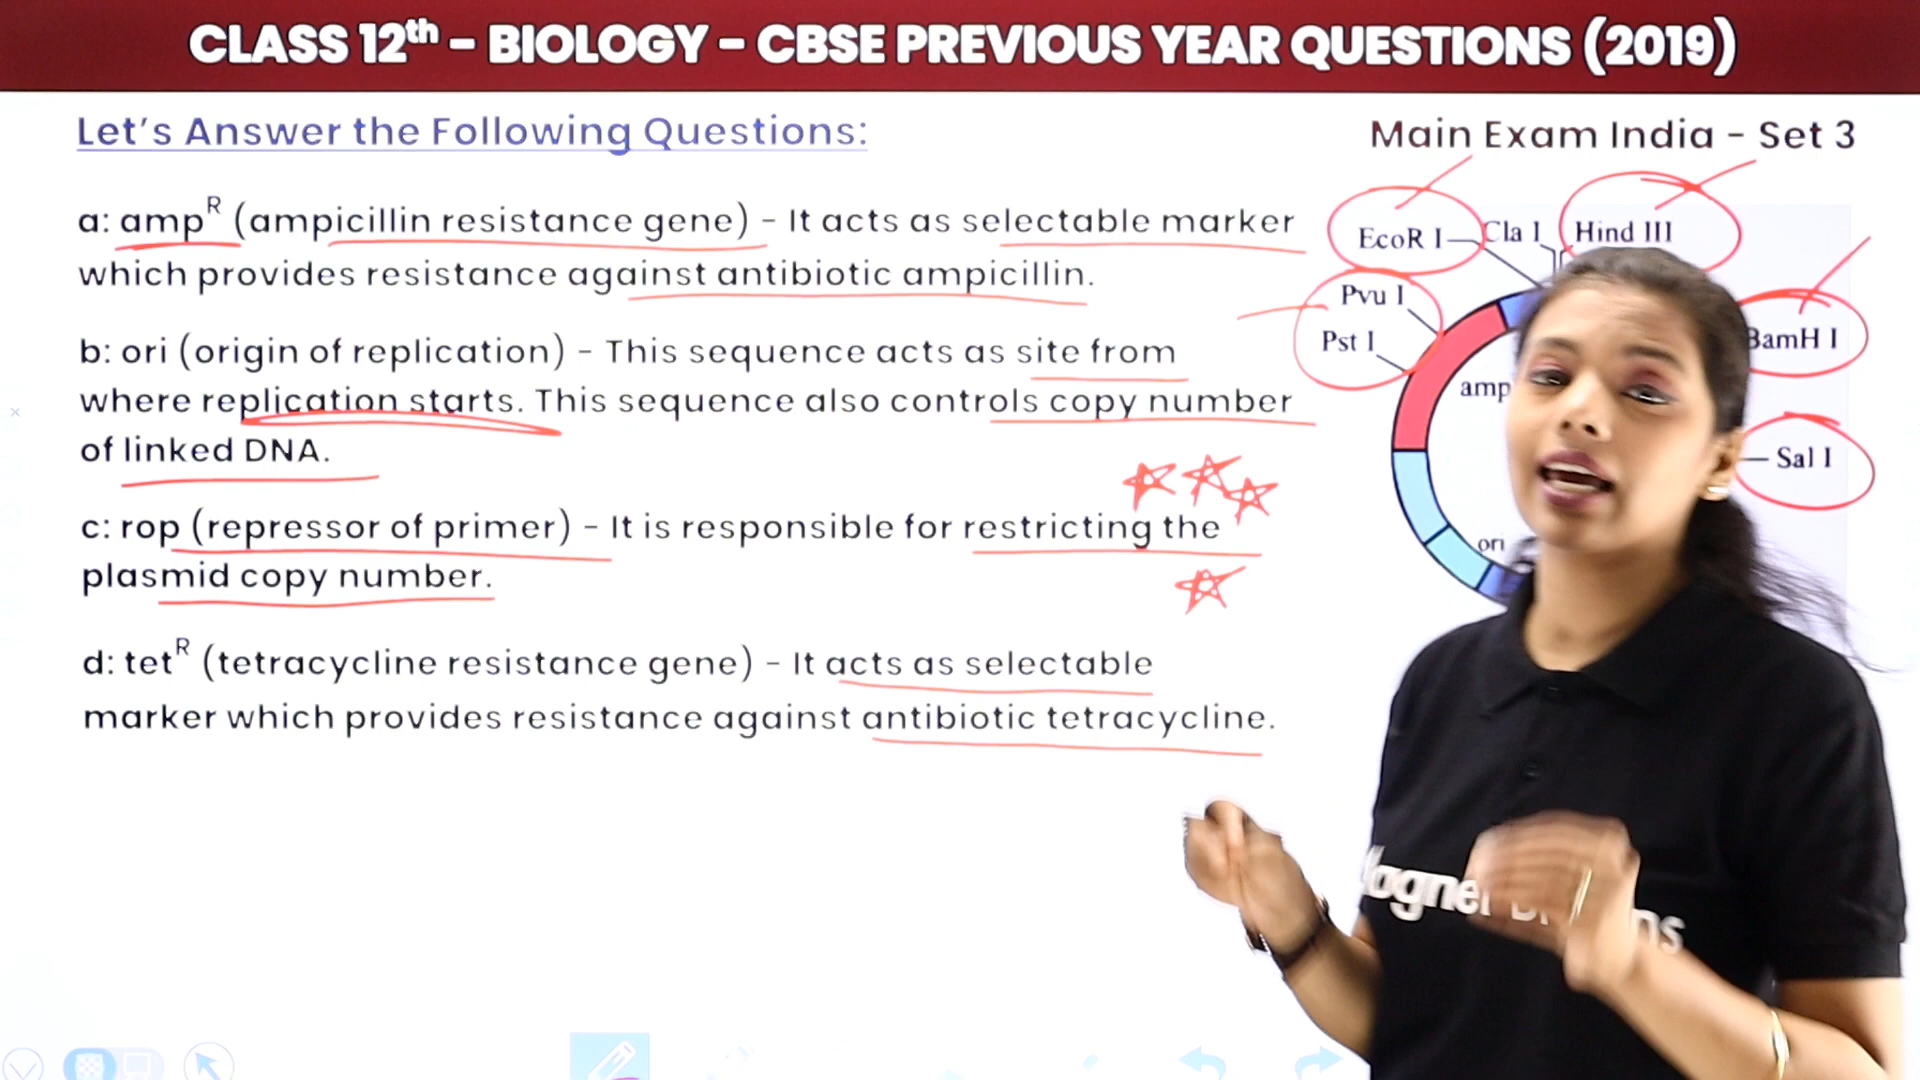 CLASS 12th - BIOLOGY - CBSE PREVIOUS YEAR QUESTIONS (2019)
Let's Answer the Following Questions:
Main Exam India - Set 3
a: amp^R (ampicillin resistance gene) - It acts as selectable marker
which provides resistance against antibiotic ampicillin.
b: ori (origin of replication) - This sequence acts as site from
where replication starts. This sequence also controls copy number
of linked DNA.
c: rop (repressor of primer) - It is responsible for restricting the
plasmid copy number.
d: tet^R (tetracycline resistance gene) - It acts as selectable
marker which provides resistance against antibiotic tetracycline.
EcoR I
Cla I
Hind III
Pvu I
Pst I
BamH I
amp
Sal I
ori